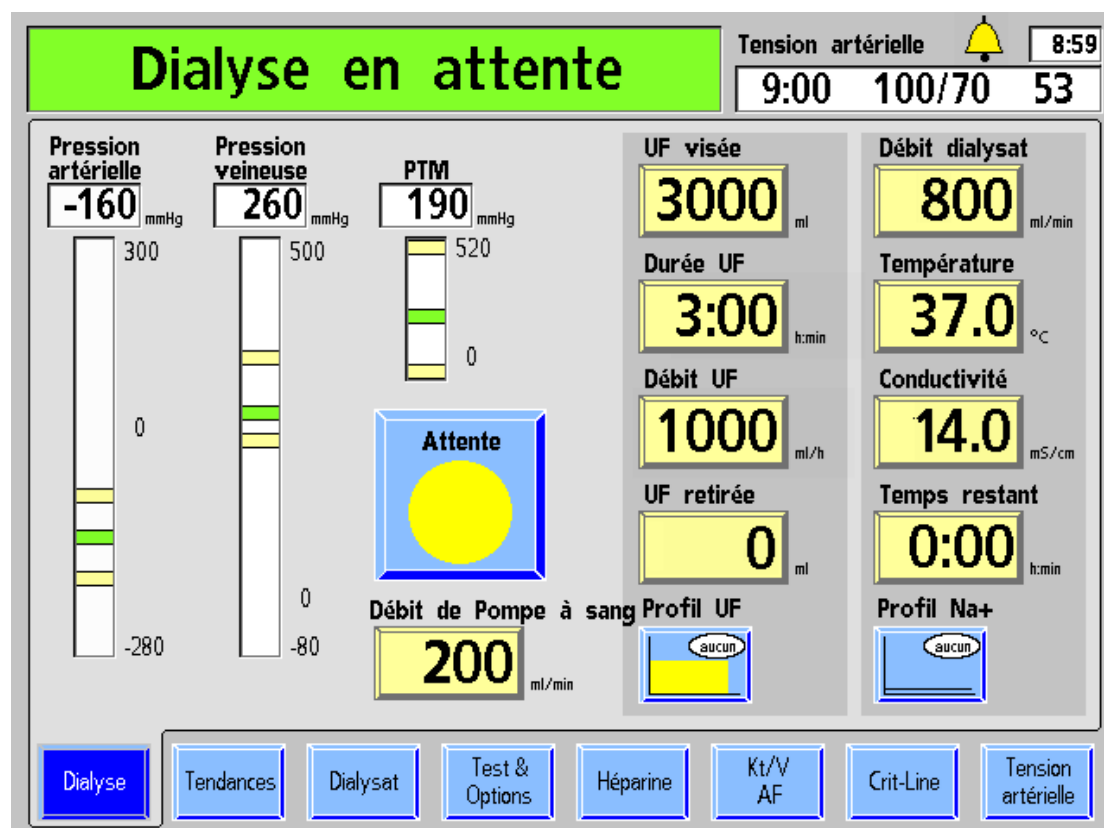 Dialyse en attente
Tension artérielle
8:59
9:00 100/70 53
Pression
artérielle
-160 mmHg
300
0
-280
Pression
veineuse
260 mmHg
500
0
-80
PTM
190 mmHg
520
0
Attente
Débit de Pompe à sang
200 ml/min
UF visée
3000 ml
Durée UF
3:00 h:min
Débit UF
1000 ml/h
UF retirée
0 ml
Profil UF
aucun
Débit dialysat
800 ml/min
Température
37.0 °C
Conductivité
14.0 mS/cm
Temps restant
0:00 h:min
Profil Na+
aucun
Dialyse
Tendances
Dialysat
Test &
Options
Héparine
Kt/V
AF
Crit-Line
Tension
artérielle